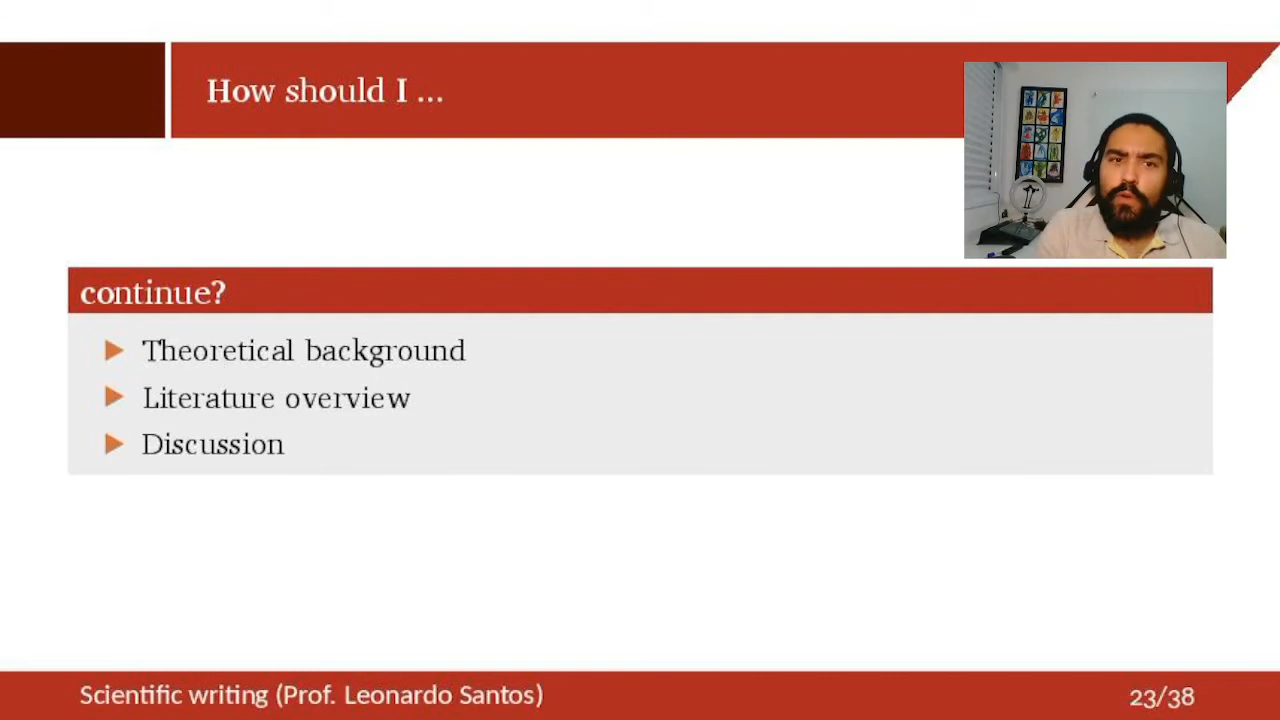 How should I ...
continue?
Theoretical background
Literature overview
Discussion
Scientific writing (Prof. Leonardo Santos)
23/38